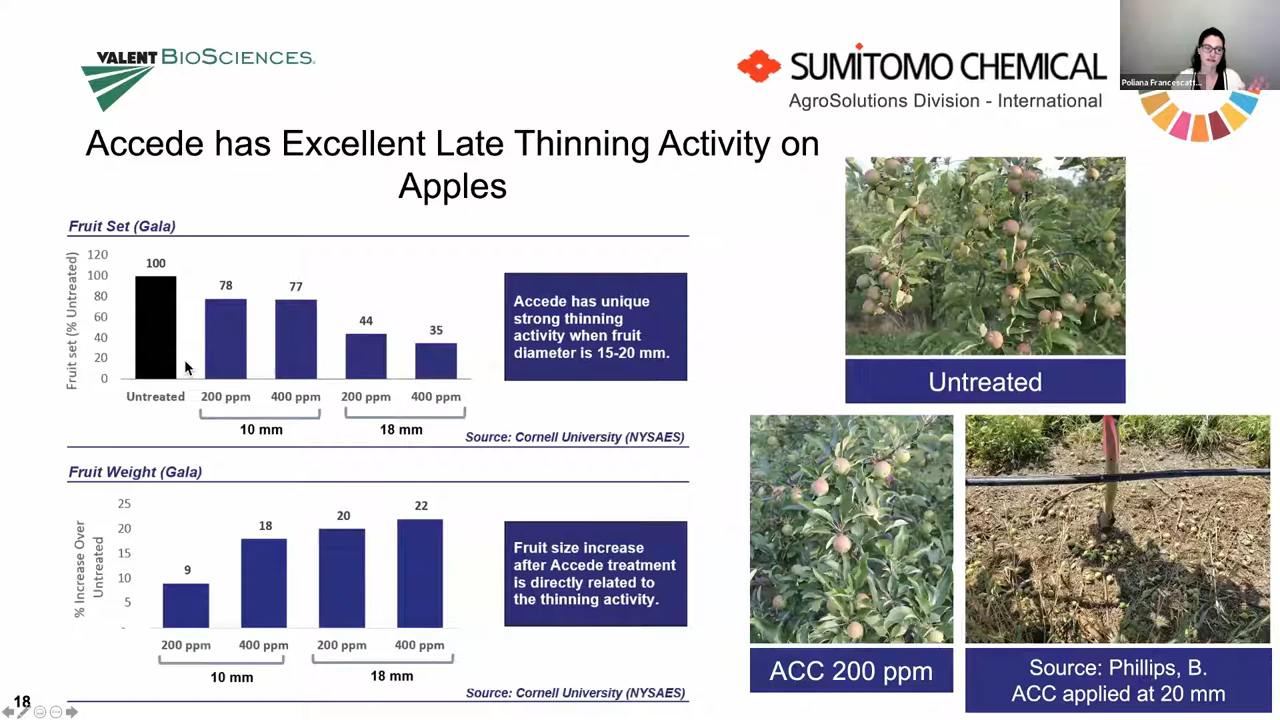 VALENT BIOSCIENCES®
SUMITOMO CHEMICAL
AgroSolutions Division - International
Accede has Excellent Late Thinning Activity on
Apples
Fruit Set (Gala)
Fruit set (% Untreated)
120
100
80
60
40
20
0
100
78
77
44
35
Untreated
200 ppm
400 ppm
200 ppm
400 ppm
10 mm
18 mm
Accede has unique
strong thinning
activity when fruit
diameter is 15-20 mm.
Source: Cornell University (NYSAES)
Fruit Weight (Gala)
% Increase Over
Untreated
25
20
15
10
5
-
9
18
20
22
200 ppm
400 ppm
200 ppm
400 ppm
10 mm
18 mm
Fruit size increase
after Accede treatment
is directly related to
the thinning activity.
Source: Cornell University (NYSAES)
Untreated
ACC 200 ppm
Source: Phillips, B.
ACC applied at 20 mm
18